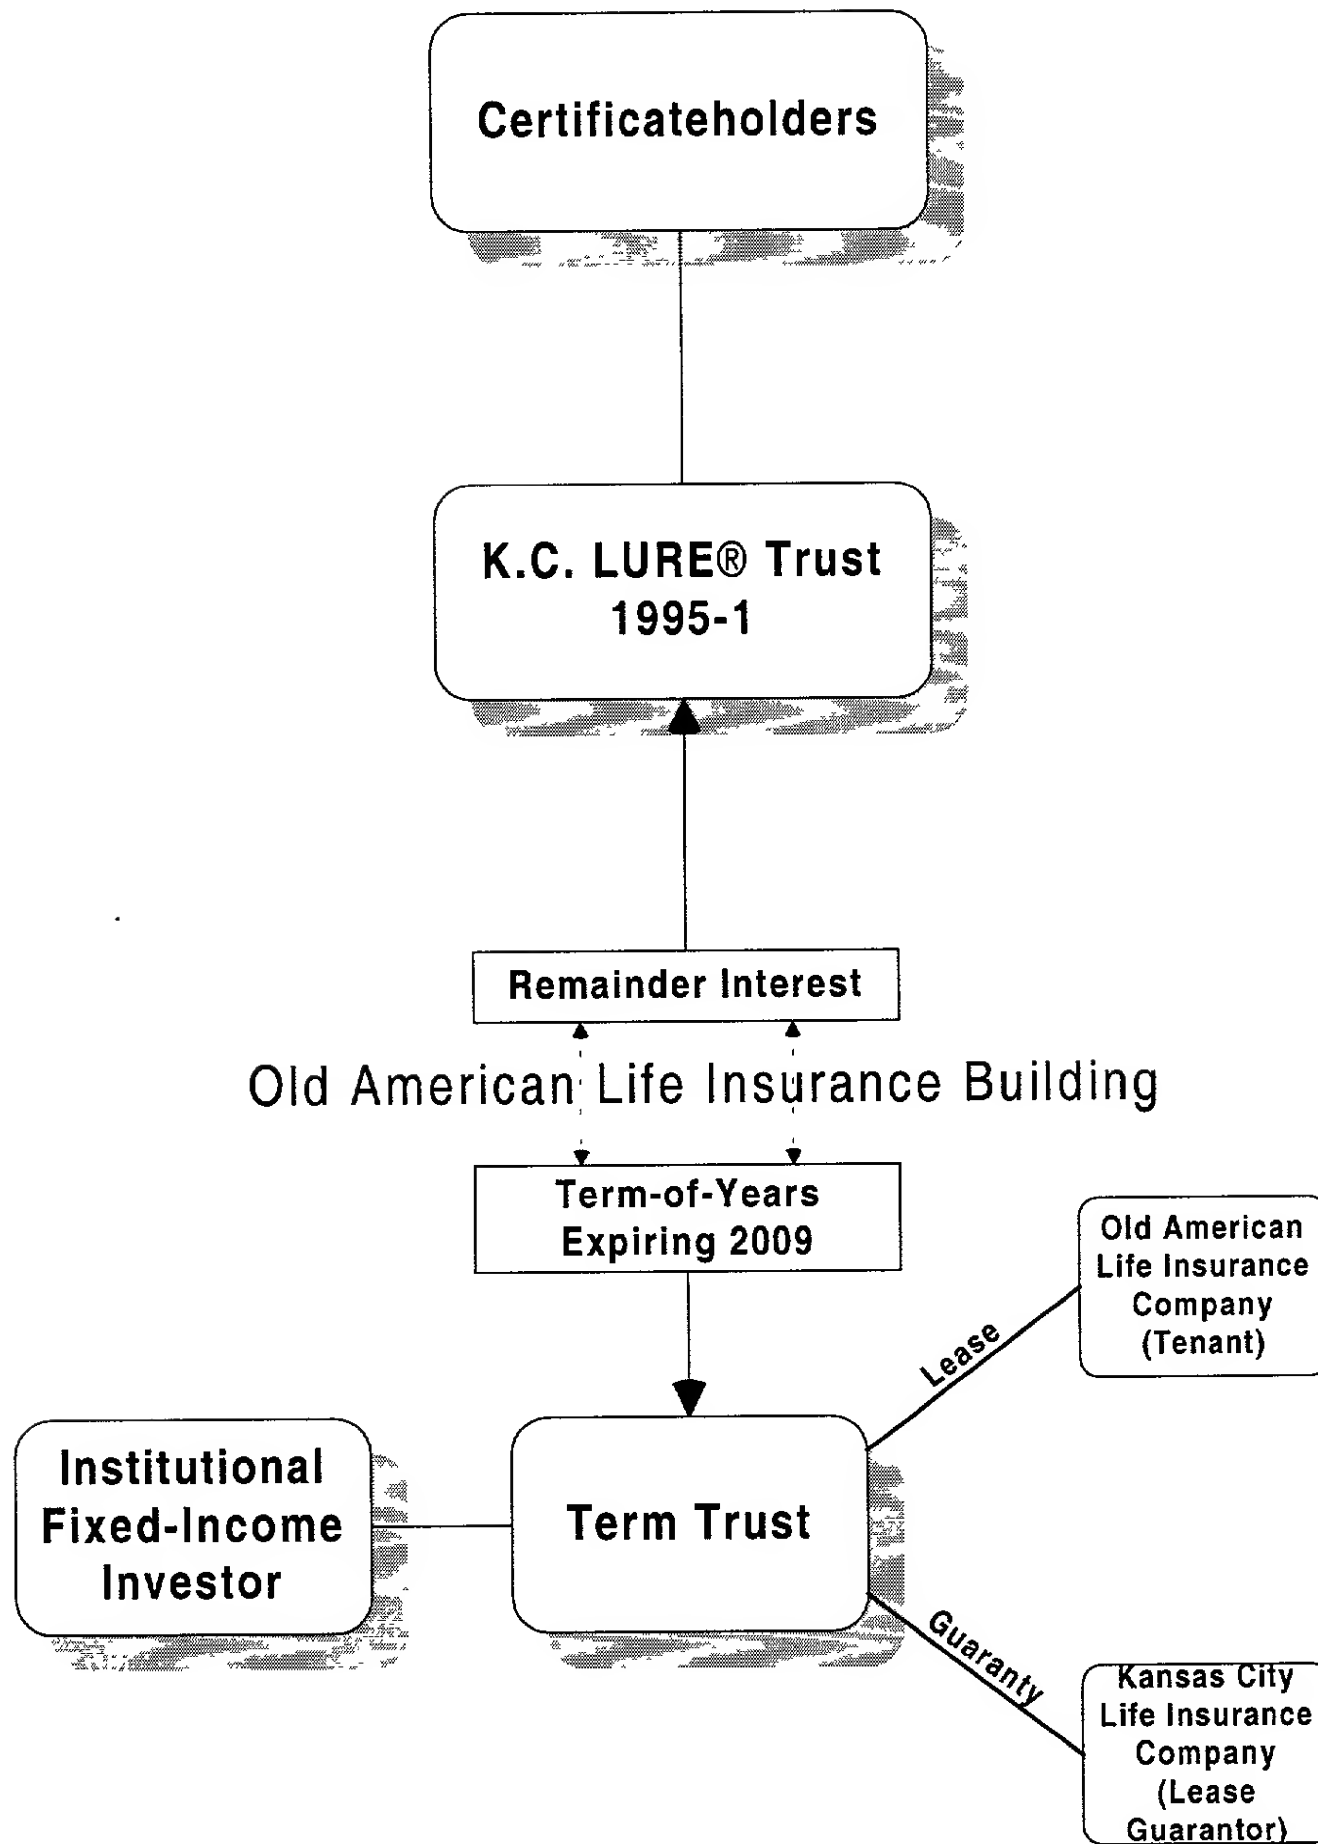 Certificateholders
K.C. LURE® Trust
1995-1
Remainder Interest
Old American Life Insurance Building
Term-of-Years
Expiring 2009
Old American
Life Insurance
Company
(Tenant)
Lease
Institutional
Fixed-Income
Investor
Term Trust
Guaranty
Kansas City
Life Insurance
Company
(Lease
Guarantor)